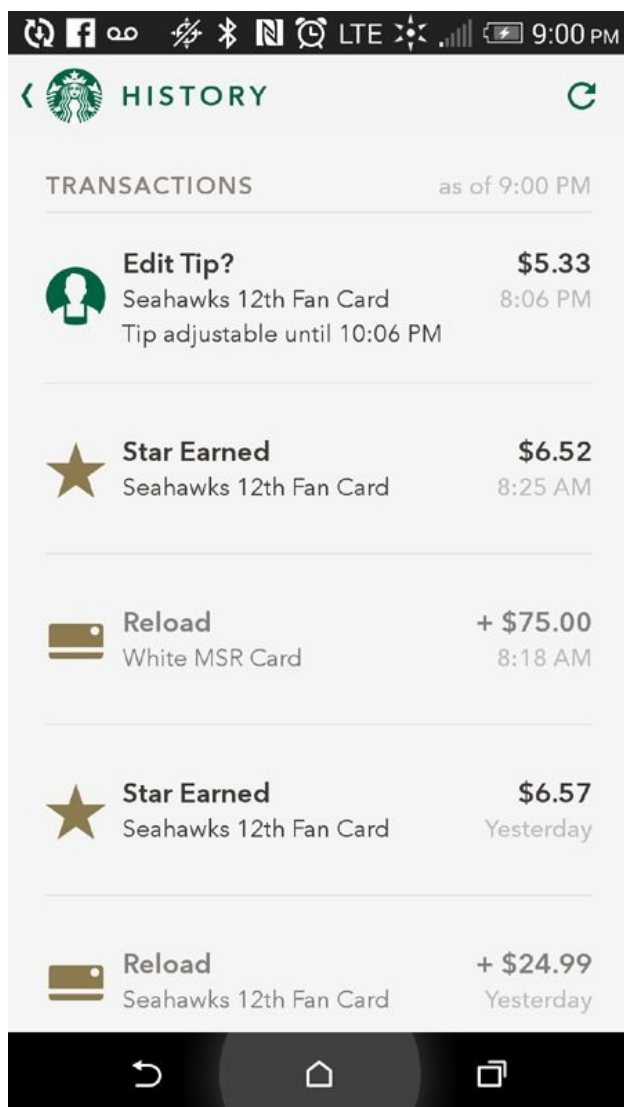 LTE 9:00 PM
HISTORY
TRANSACTIONS as of 9:00 PM
Edit Tip? $5.33
Seahawks 12th Fan Card 8:06 PM
Tip adjustable until 10:06 PM
Star Earned $6.52
Seahawks 12th Fan Card 8:25 AM
Reload + $75.00
White MSR Card 8:18 AM
Star Earned $6.57
Seahawks 12th Fan Card Yesterday
Reload + $24.99
Seahawks 12th Fan Card Yesterday